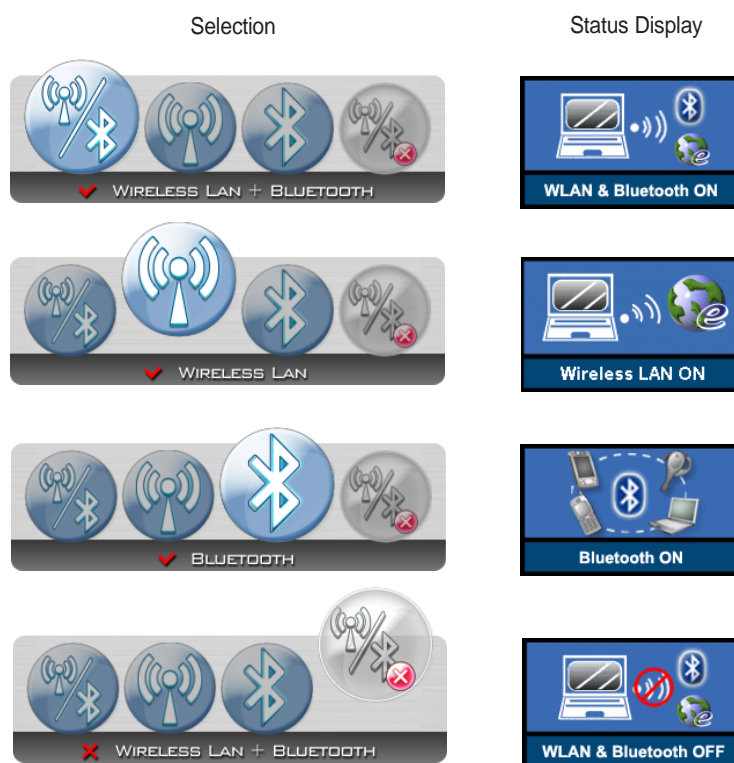 Selection
Status Display
WIRELESS LAN + BLUETOOTH
WLAN & Bluetooth ON
WIRELESS LAN
Wireless LAN ON
BLUETOOTH
Bluetooth ON
WIRELESS LAN + BLUETOOTH
WLAN & Bluetooth OFF